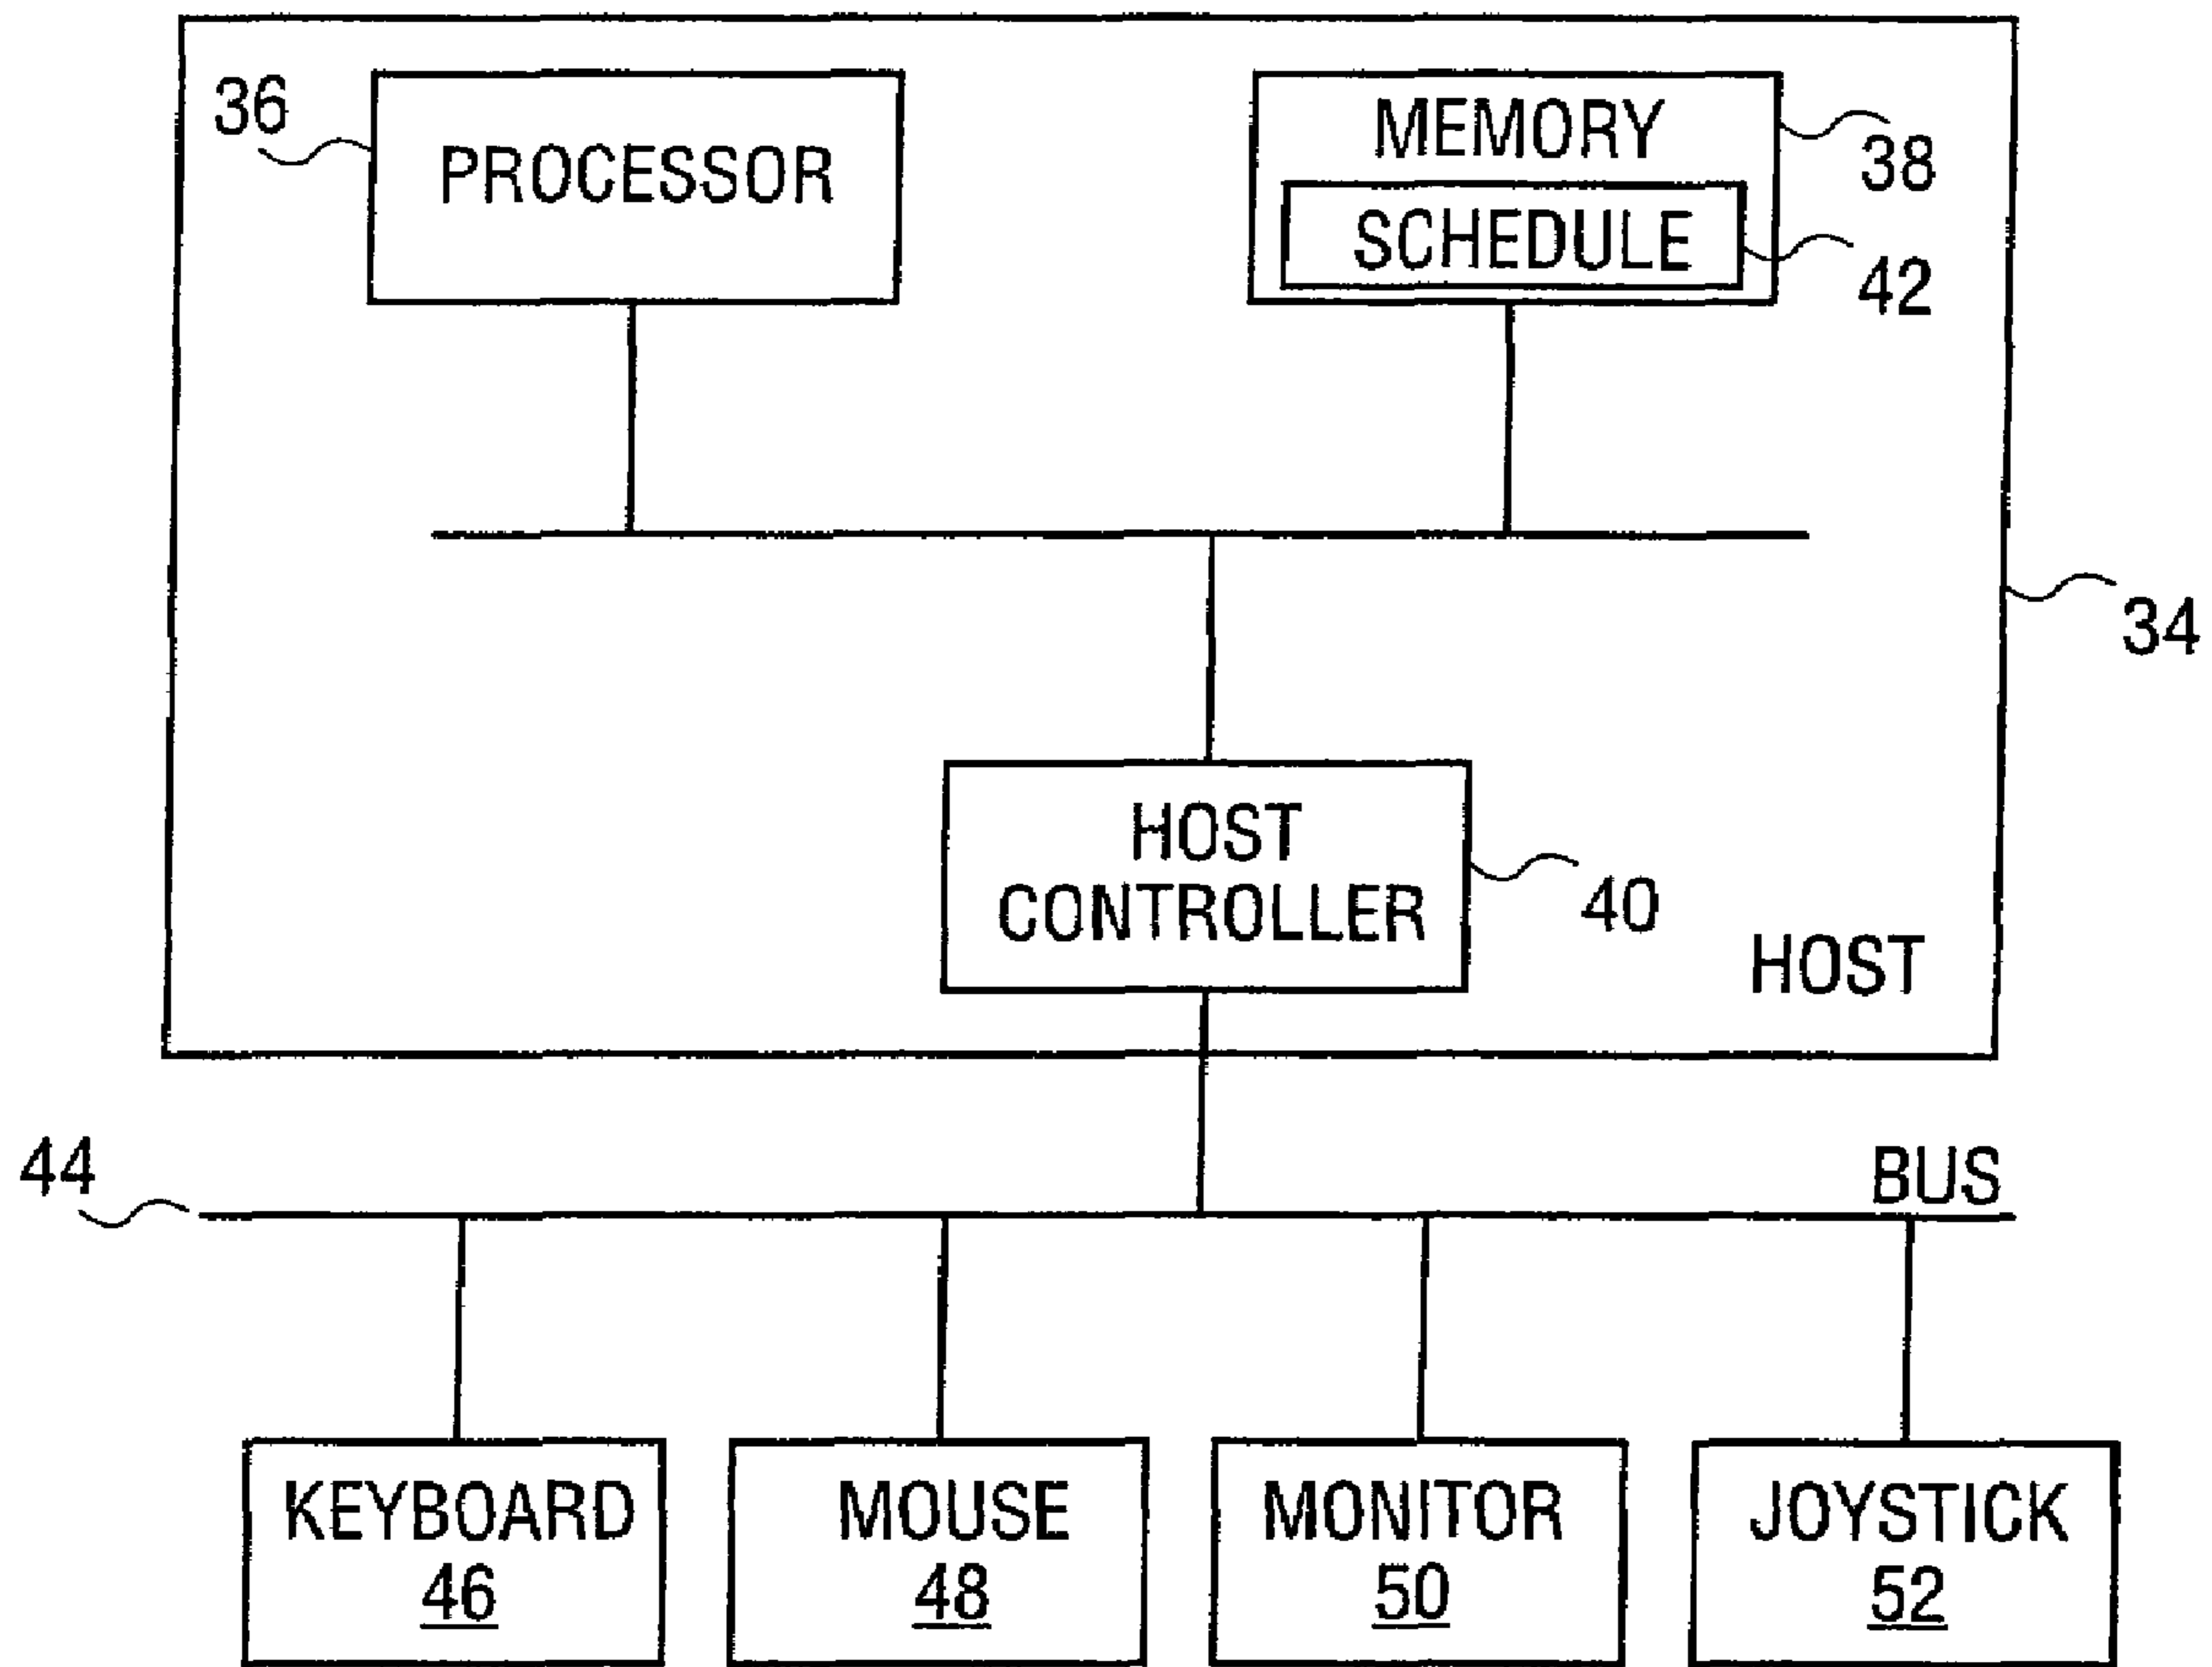 36
PROCESSOR
MEMORY
38
SCHEDULE
42
34
HOST
CONTROLLER
40
HOST
44
BUS
KEYBOARD
46
MOUSE
48
MONITOR
50
JOYSTICK
52